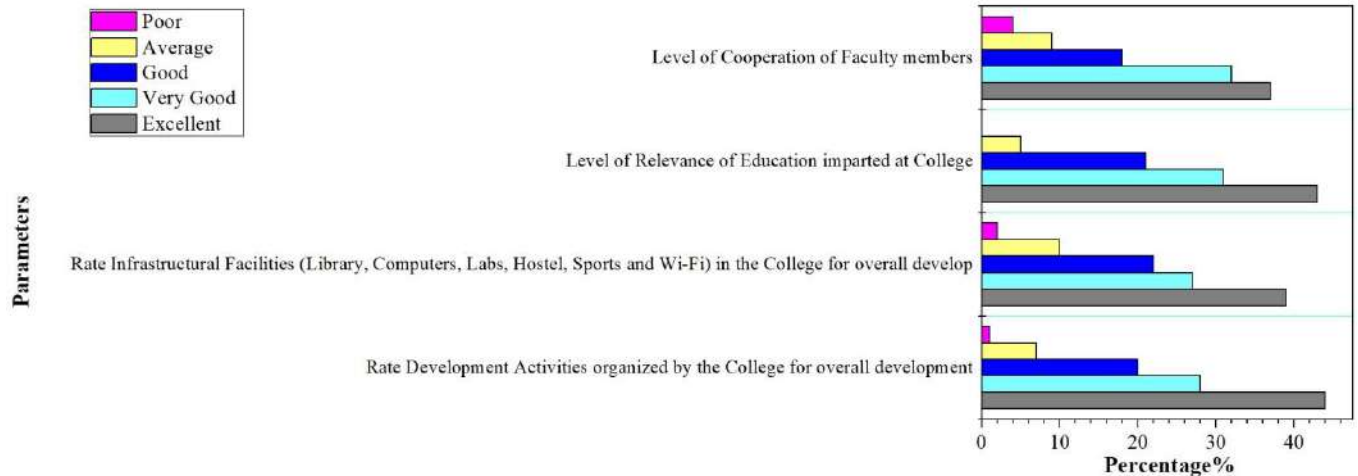 Poor
Average
Good
Very Good
Excellent
Parameters
Level of Cooperation of Faculty members
Level of Relevance of Education imparted at College
Rate Infrastructural Facilities (Library, Computers, Labs, Hostel, Sports and Wi-Fi) in the College for overall develop
Rate Development Activities organized by the College for overall development
0 10 20 30 40
Percentage%